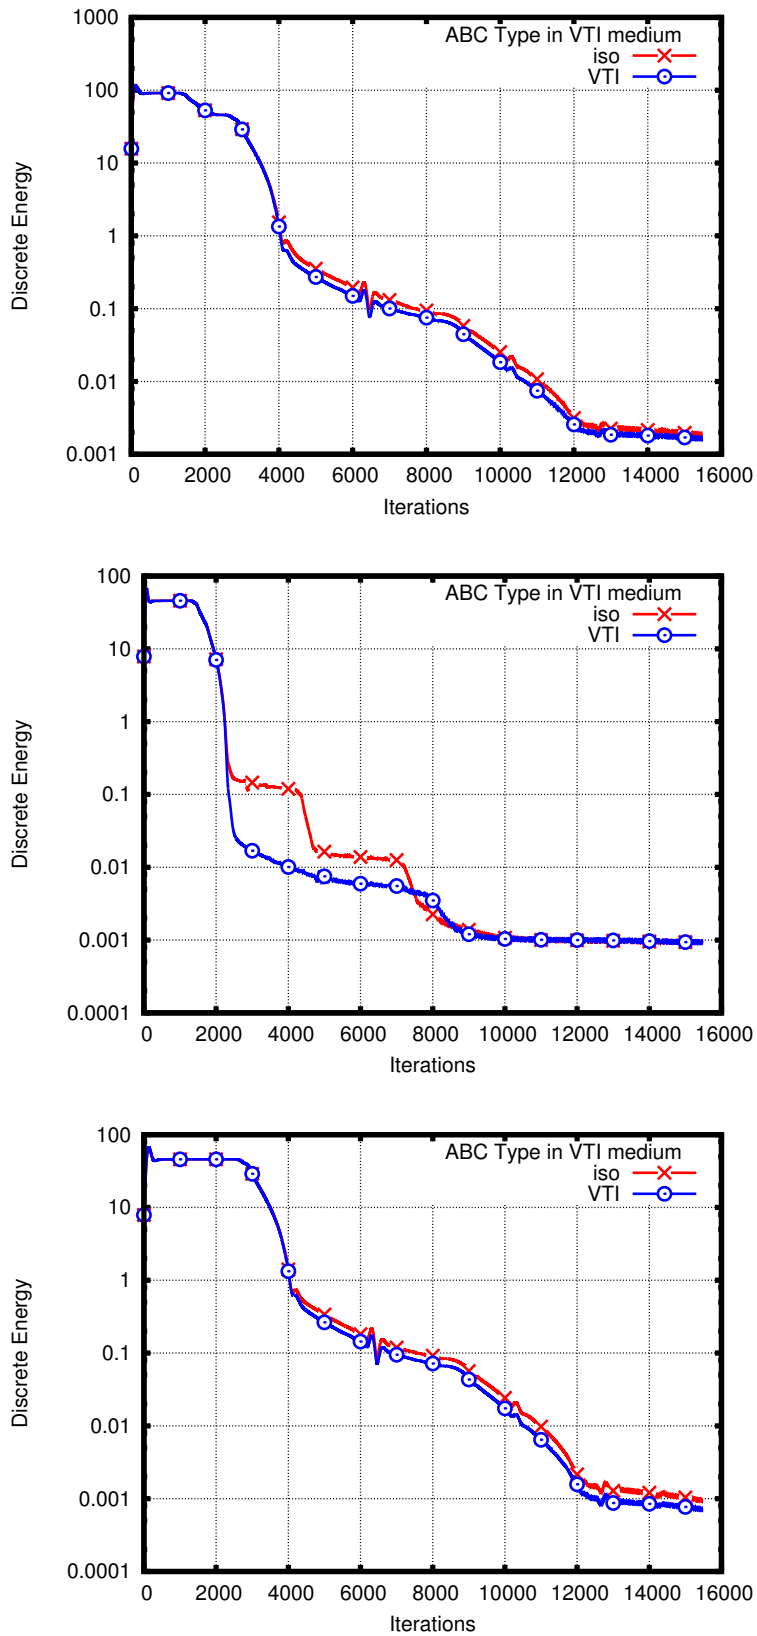 1000
ABC Type in VTI medium
iso
VTI
100
10
1
0.1
0.01
0.001
Discrete Energy
0 2000 4000 6000 8000 10000 12000 14000 16000
Iterations
100
ABC Type in VTI medium
iso
VTI
10
1
0.1
0.01
0.001
0.0001
Discrete Energy
0 2000 4000 6000 8000 10000 12000 14000 16000
Iterations
100
ABC Type in VTI medium
iso
VTI
10
1
0.1
0.01
0.001
0.0001
Discrete Energy
0 2000 4000 6000 8000 10000 12000 14000 16000
Iterations